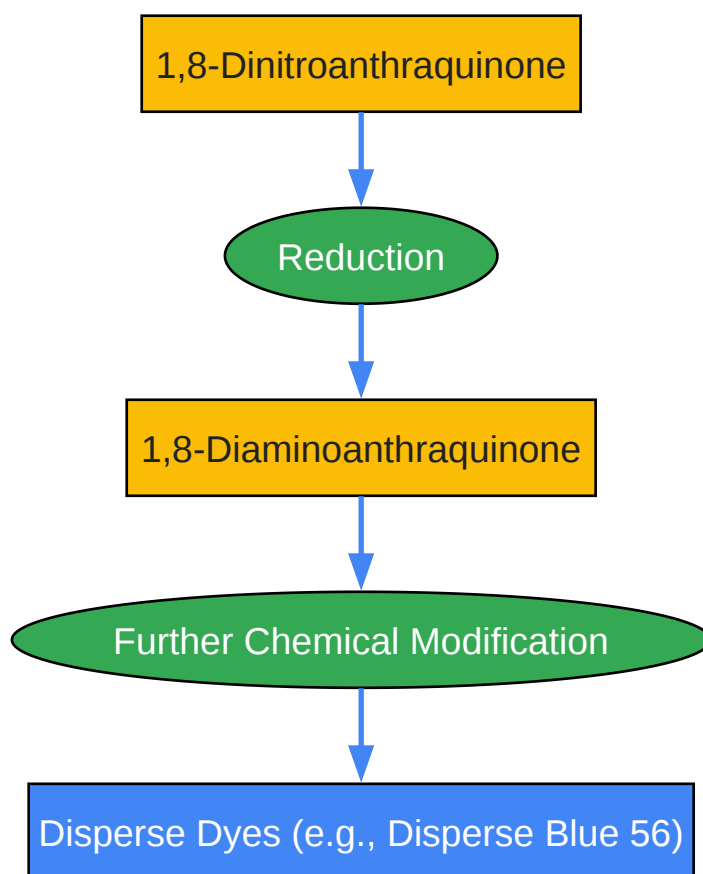 1,8-Dinitroanthraquinone
Reduction
1,8-Diaminoanthraquinone
Further Chemical Modification
Disperse Dyes (e.g., Disperse Blue 56)